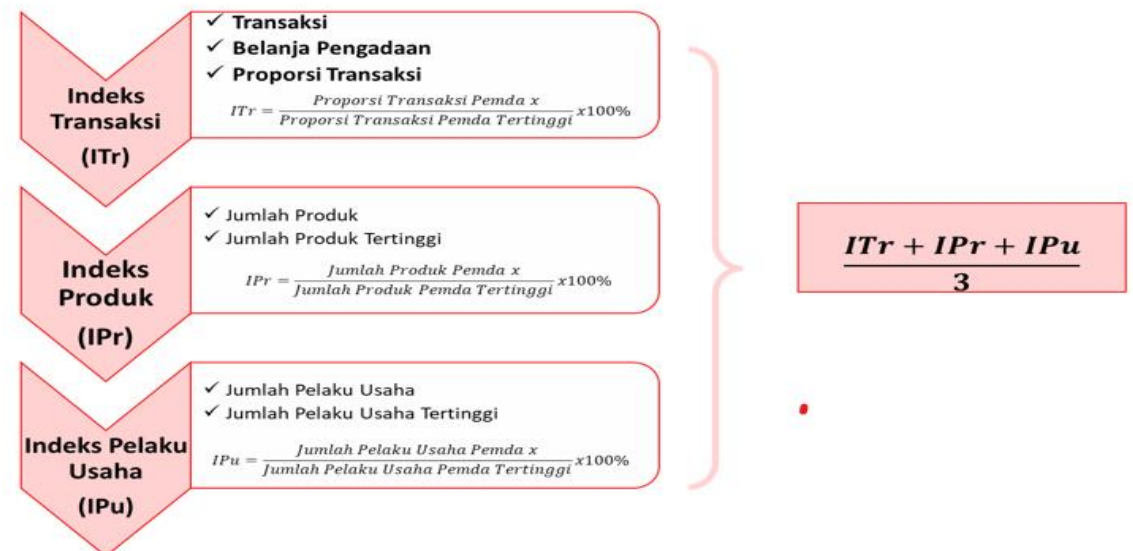 Indeks
Transaksi
(ITr)
✓ Transaksi
✓ Belanja Pengadaan
✓ Proporsi Transaksi
ITr = Proporsi Transaksi Pemda x / Proporsi Transaksi Pemda Tertinggi x100%
Indeks
Produk
(IPr)
✓ Jumlah Produk
✓ Jumlah Produk Tertinggi
IPr = Jumlah Produk Pemda x / Jumlah Produk Pemda Tertinggi x100%
Indeks Pelaku
Usaha
(IPu)
✓ Jumlah Pelaku Usaha
✓ Jumlah Pelaku Usaha Tertinggi
IPu = Jumlah Pelaku Usaha Pemda x / Jumlah Pelaku Usaha Pemda Tertinggi x100%
ITr + IPr + IPu
3